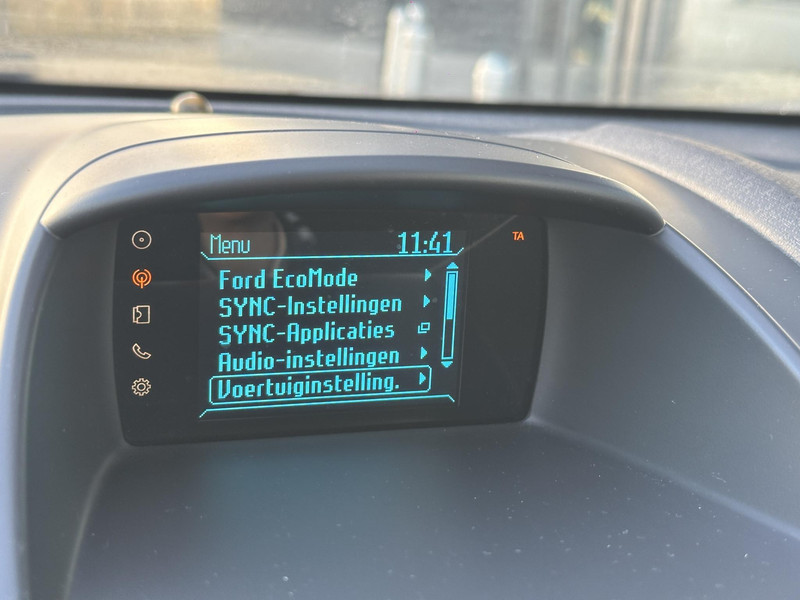 Menu 11:41 TA
Ford EcoMode
SYNC-Instellingen
SYNC-Applicaties
Audio-instellingen
Voertuiginstelling.